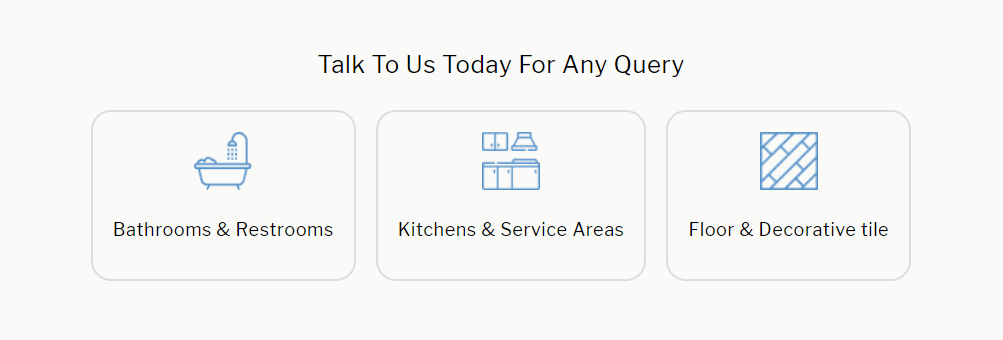 Talk To Us Today For Any Query
Bathrooms & Restrooms
Kitchens & Service Areas
Floor & Decorative tile